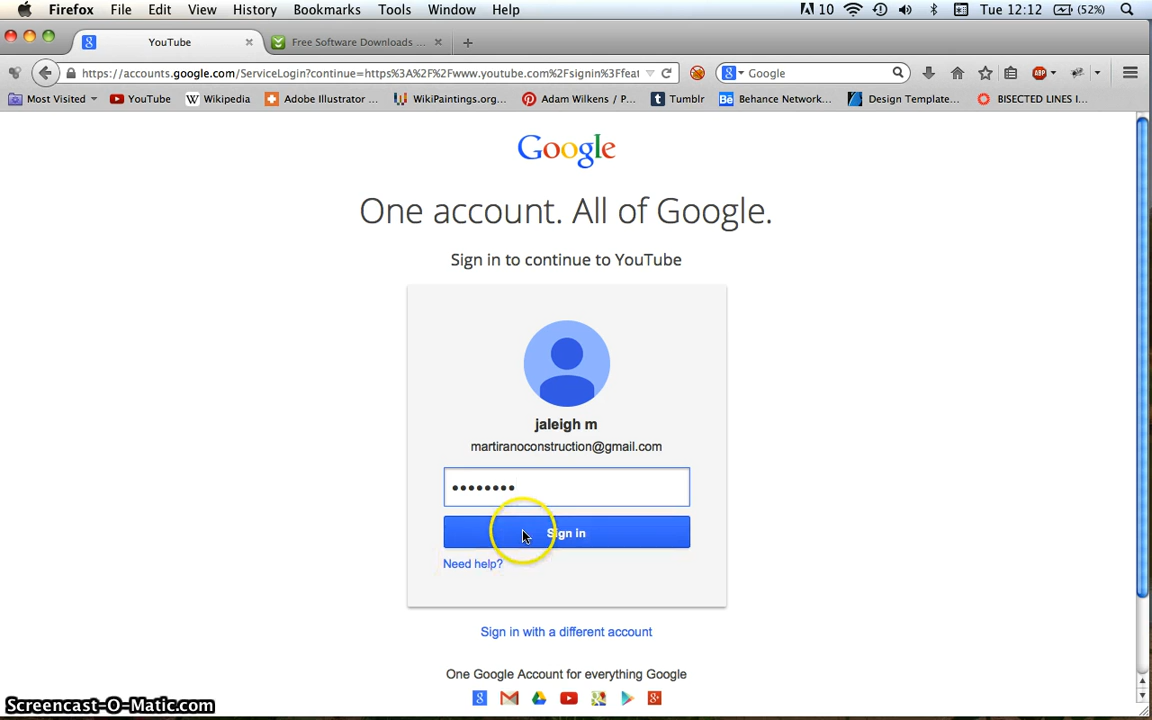 Firefox File Edit View History Bookmarks Tools Window Help 10 Tue 12:12 (52%)
YouTube Free Software Downloads ...
https://accounts.google.com/ServiceLogin?continue=https%3A%2F%2Fwww.youtube.com%2Fsignin%3Ffeat Google
Most Visited YouTube Wikipedia Adobe Illustrator ... WikiPaintings.org... Adam Wilkens / P... Tumblr Behance Network... Design Template... BISECTED LINES I...
Google
One account. All of Google.
Sign in to continue to YouTube
jaleigh m
martiranoconstruction@gmail.com
••••••••
Sign in
Need help?
Sign in with a different account
One Google Account for everything Google
Screencast-O-Matic.com